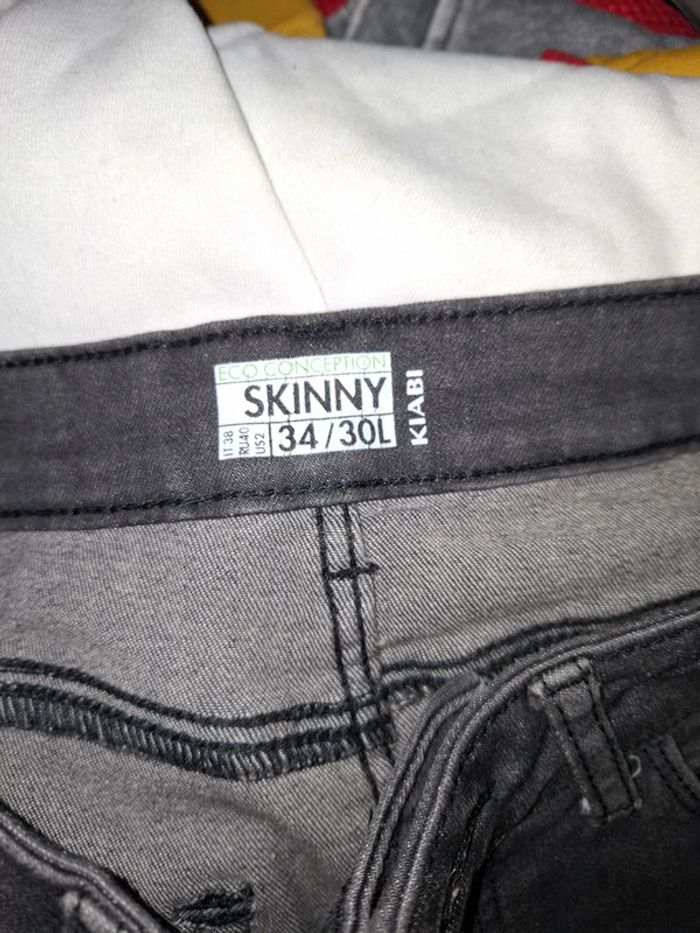 ECO CONCEPTION
SKINNY
IT 38
RU40
US2
34/30L
KIABI